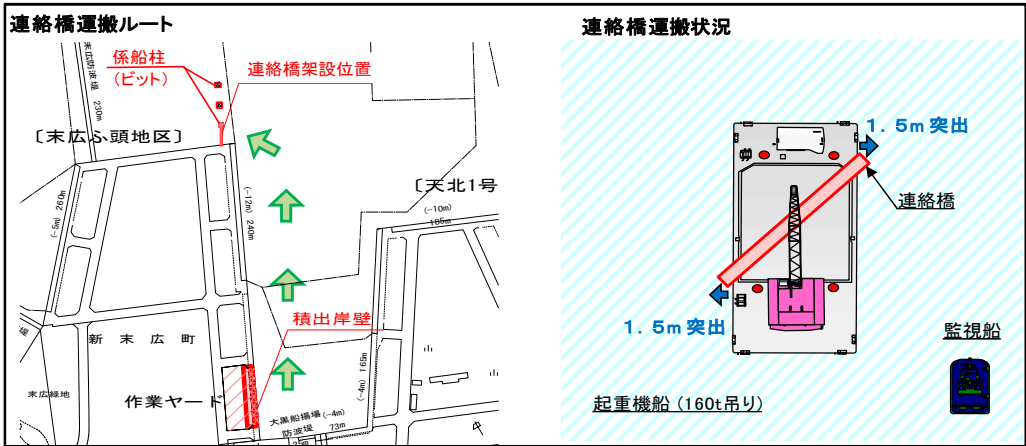 連絡橋運搬ルート
連絡橋運搬状況
末広防波堤 230m
係船柱
(ビット)
連絡橋架設位置
〔末広ふ頭地区〕
〔天北1号
(-5m) 260m
(-12m) 240m
(-10m)
185m
積出岸壁
新末広町
末広緑地
作業ヤード
大黒船揚場 (-4m)
防波堤 73m
25m
(-4m) 165m
1.5m突出
連絡橋
1.5m突出
監視船
起重機船(160t吊り)